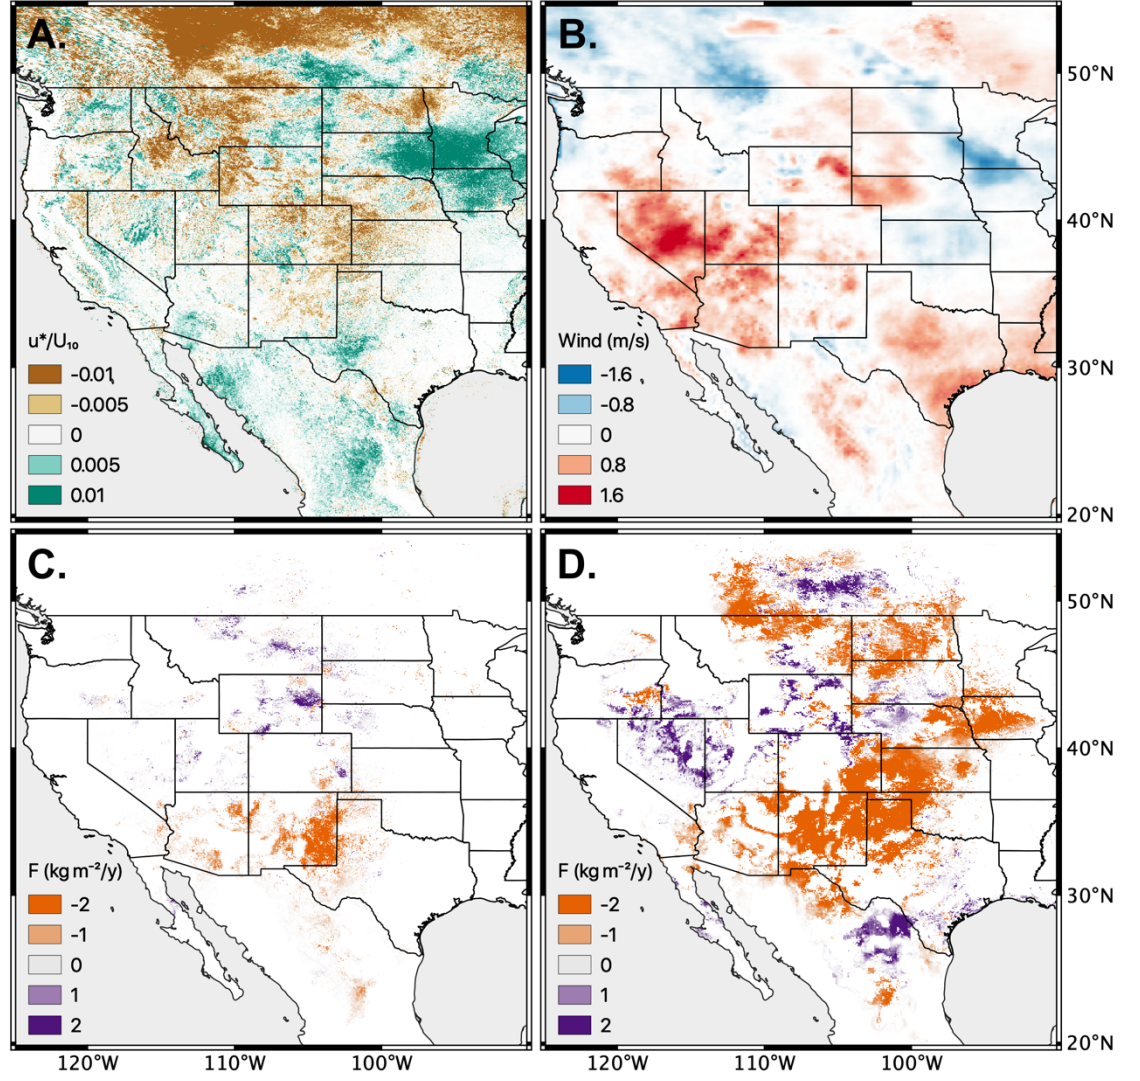 A.
B.
50°N
40°N
30°N
20°N
u*/U₁₀
-0.01
-0.005
0
0.005
0.01
Wind (m/s)
-1.6
-0.8
0
0.8
1.6
C.
D.
50°N
40°N
30°N
20°N
F (kg m⁻²/y)
-2
-1
0
1
2
F (kg m⁻²/y)
-2
-1
0
1
2
120°W 110°W 100°W
120°W 110°W 100°W